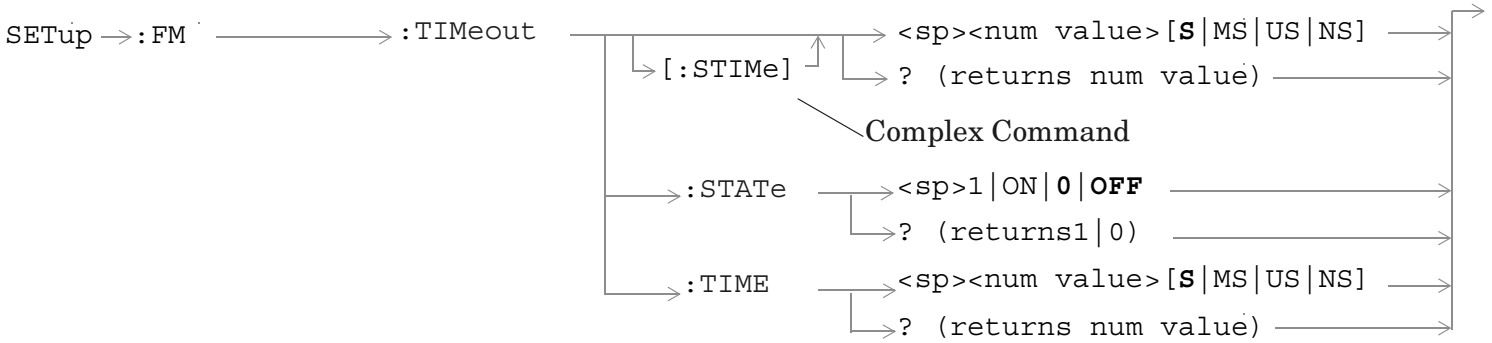 SETup :FM :TIMeout <sp><num value>[S|MS|US|NS]
[:STIMe] ? (returns num value)
Complex Command
:STATe <sp>1|ON|0|OFF
? (returns1|0)
:TIME <sp><num value>[S|MS|US|NS]
? (returns num value)